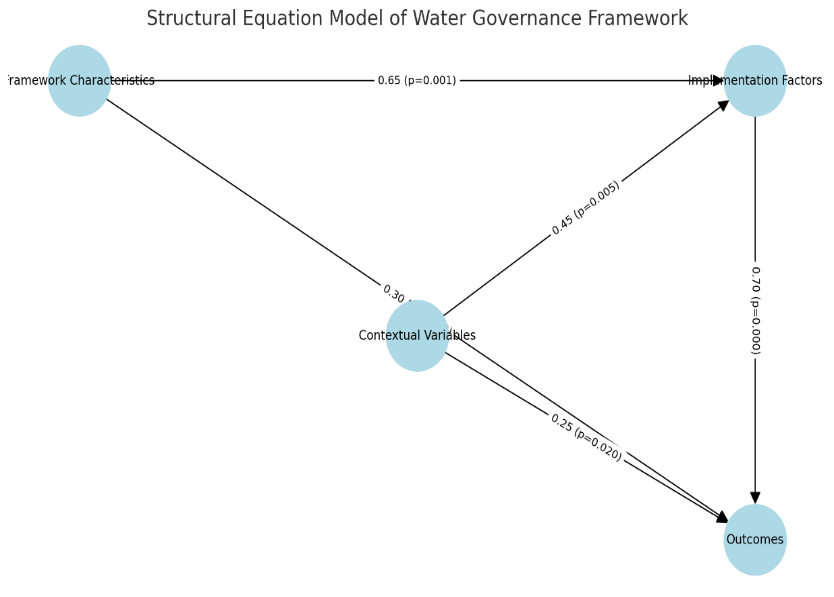 Structural Equation Model of Water Governance Framework
Framework Characteristics
0.65 (p=0.001)
Implementation Factors
0.45 (p=0.005)
0.70 (p=0.000)
0.30
Contextual Variables
0.25 (p=0.020)
Outcomes